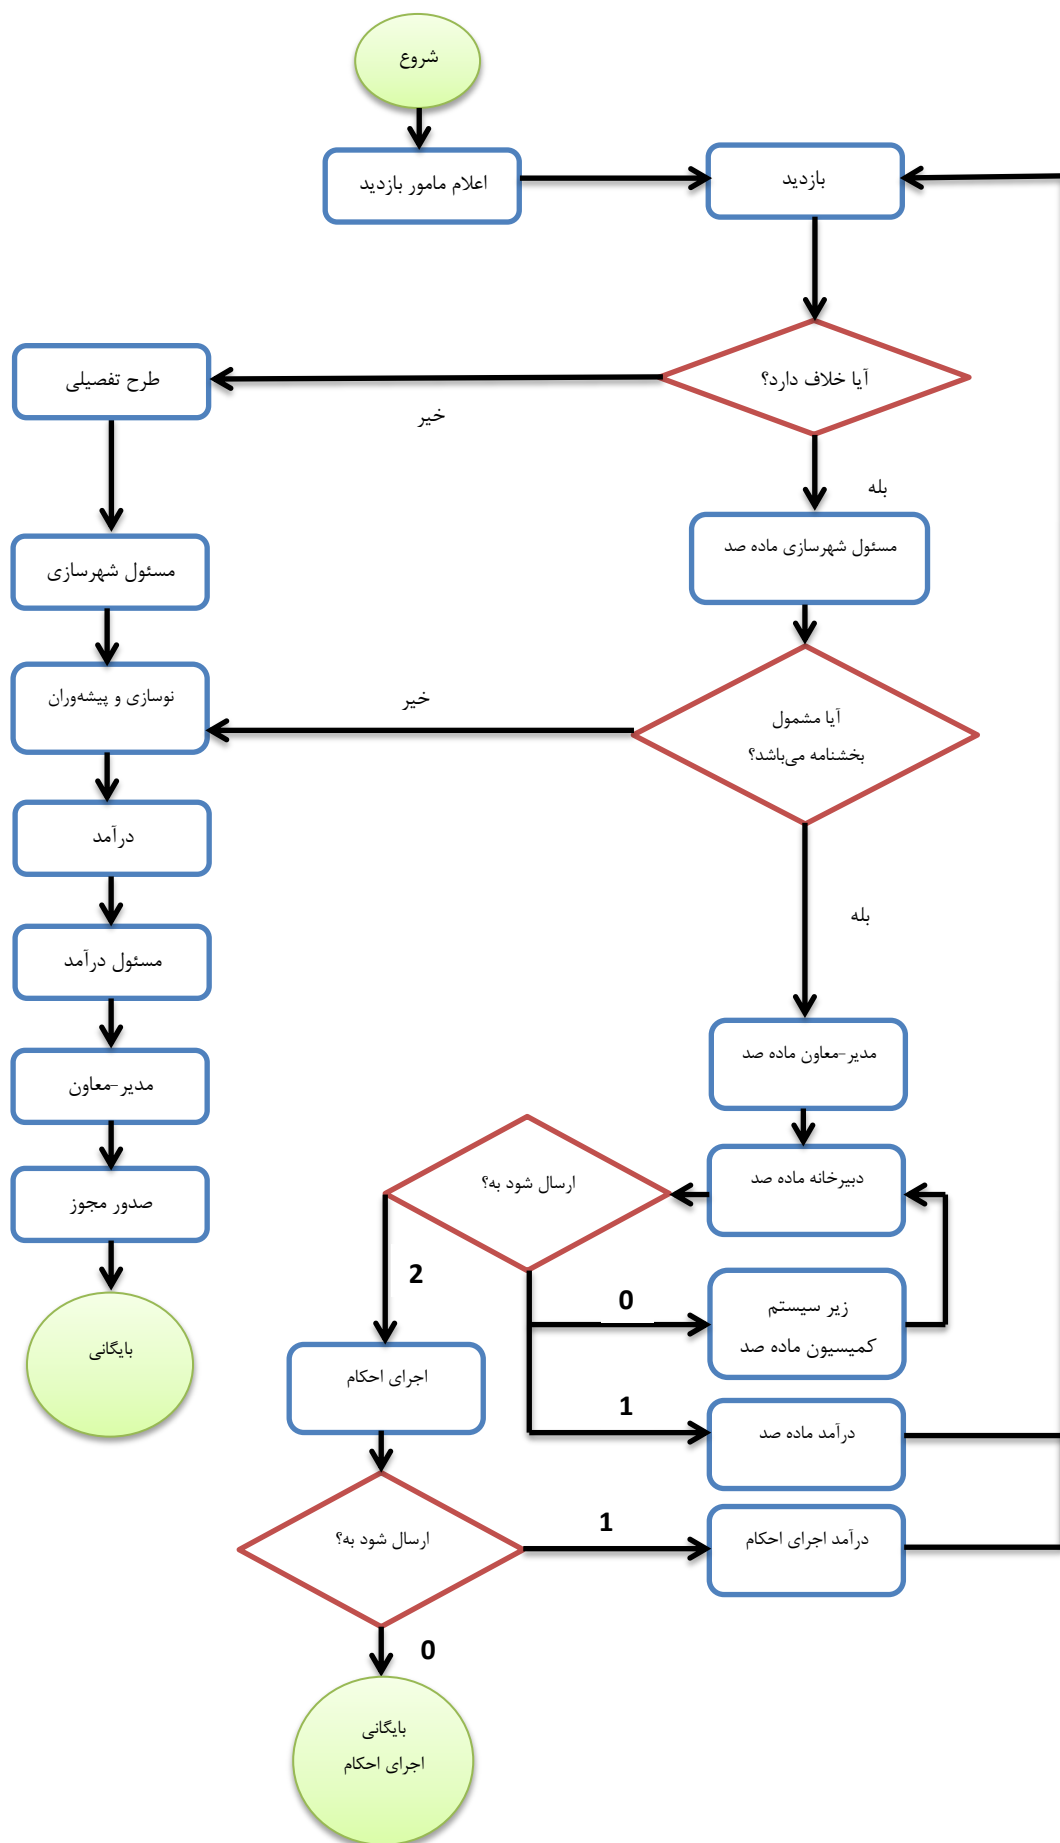 شروع
اعلام مامور بازدید
بازدید
آیا خلاف دارد؟
خیر
بله
طرح تفصیلی
مسئول شهرسازی ماده صد
مسئول شهرسازی
آیا مشمول
بخشنامه می‌باشد؟
خیر
نوسازی و پیشه‌وران
درآمد
بله
مسئول درآمد
مدیر-معاون ماده صد
مدیر-معاون
دبیرخانه ماده صد
ارسال شود به؟
صدور مجوز
2
0
زیر سیستم
کمیسیون ماده صد
بایگانی
اجرای احکام
1
درآمد ماده صد
ارسال شود به؟
1
درآمد اجرای احکام
0
بایگانی
اجرای احکام